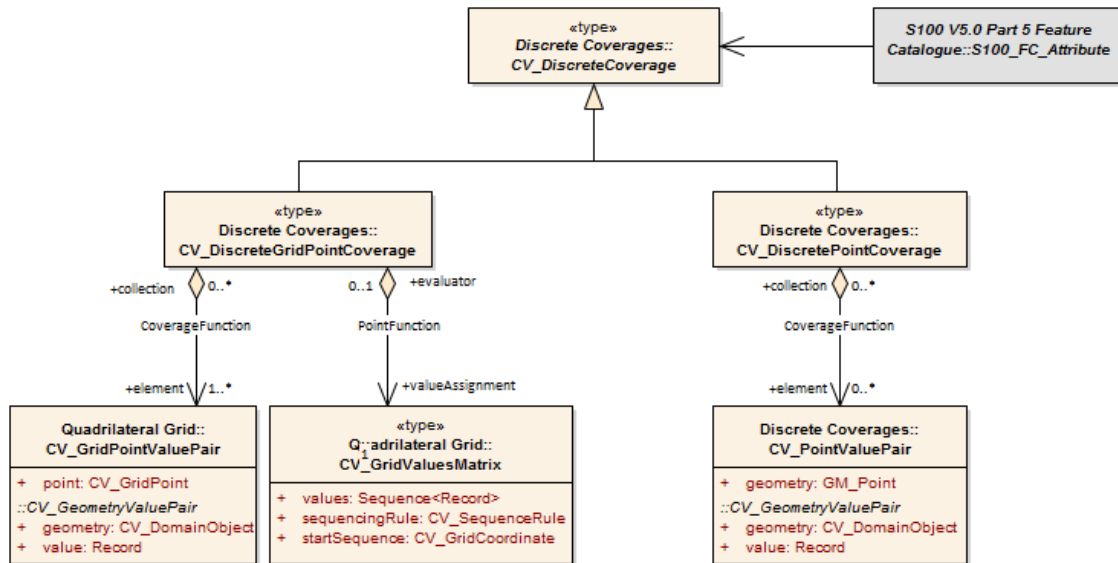 «type»
Discrete Coverages::
CV_DiscreteCoverage
S100 V5.0 Part 5 Feature
Catalogue::S100_FC_Attribute
«type»
Discrete Coverages::
CV_DiscreteGridPointCoverage
«type»
Discrete Coverages::
CV_DiscretePointCoverage
+collection
0..*
0..1
+evaluator
+collection
0..*
CoverageFunction
PointFunction
CoverageFunction
+element
1..*
+valueAssignment
+element
0..*
Quadrilateral Grid::
CV_GridPointValuePair
+ point: CV_GridPoint
::CV_GeometryValuePair
+ geometry: CV_DomainObject
+ value: Record
«type»
Quadrilateral Grid::
1
CV_GridValuesMatrix
+ values: Sequence<Record>
+ sequencingRule: CV_SequenceRule
+ startSequence: CV_GridCoordinate
Discrete Coverages::
CV_PointValuePair
+ geometry: GM_Point
::CV_GeometryValuePair
+ geometry: CV_DomainObject
+ value: Record